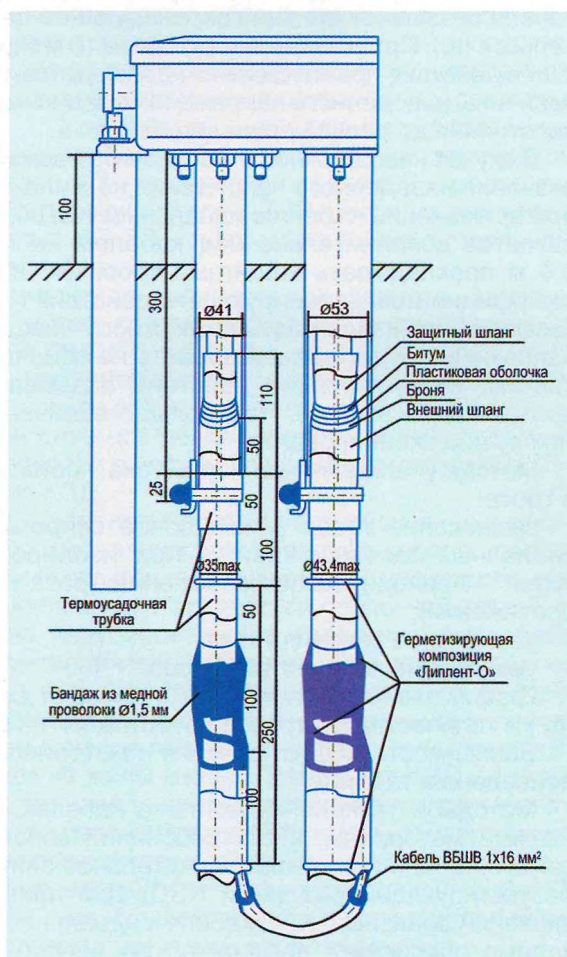 100
300
Ø41
Ø53
Защитный шланг
Битум
Пластиковая оболочка
Броня
Внешний шланг
110
50
25
50
100
Ø35max
Ø43,4max
Термоусадочная
трубка
50
Герметизирующая
композиция
«Липлент-О»
Бандаж из медной
проволоки Ø1,5 мм
100
250
100
Кабель ВБШВ 1х16 мм²